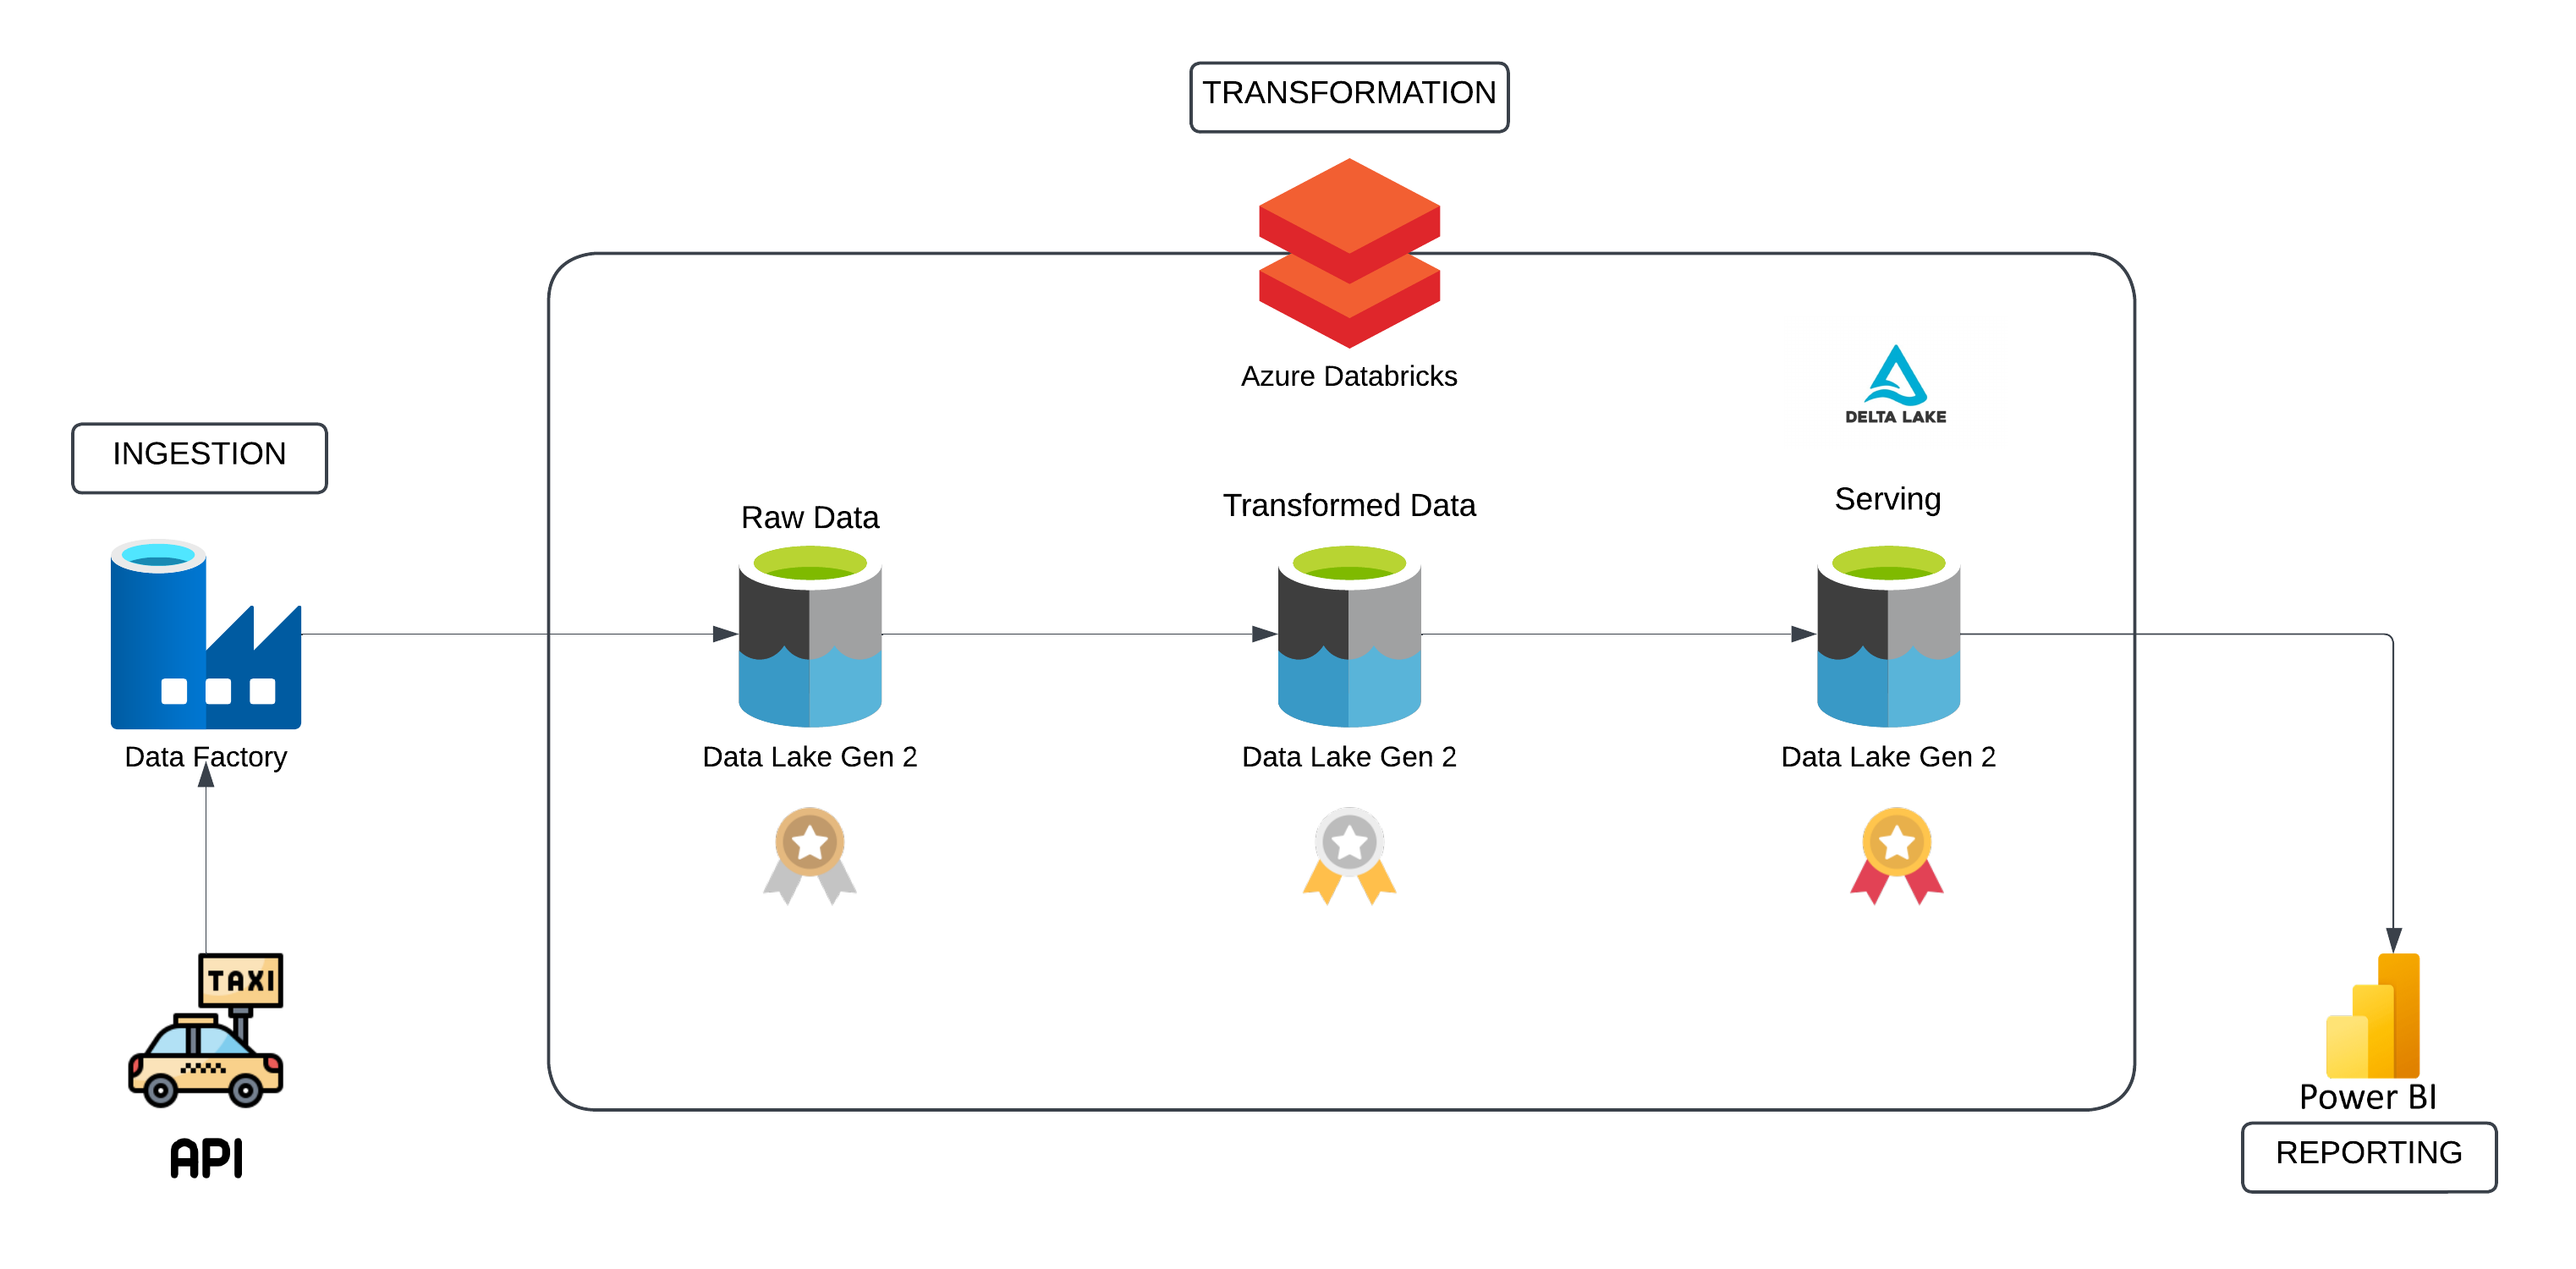 TRANSFORMATION
Azure Databricks
DELTA LAKE
INGESTION
Raw Data
Transformed Data
Serving
Data Factory
Data Lake Gen 2
Data Lake Gen 2
Data Lake Gen 2
TAXI
API
Power BI
REPORTING